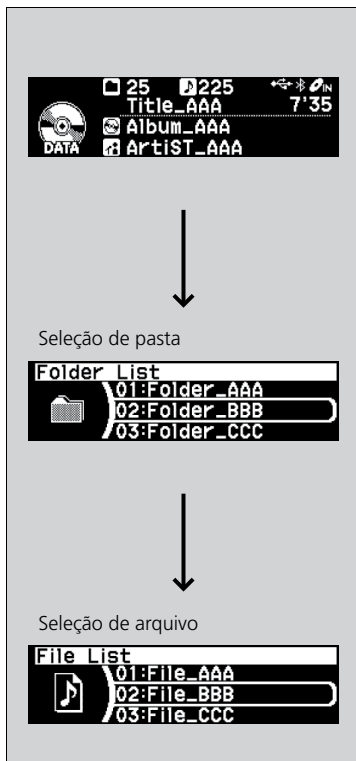 25 225 IN
Title_AAA 7'35
Album_AAA
DATA ArtiST_AAA
Seleção de pasta
Folder List
01:Folder_AAA
02:Folder_BBB
03:Folder_CCC
Seleção de arquivo
File List
01:File_AAA
02:File_BBB
03:File_CCC